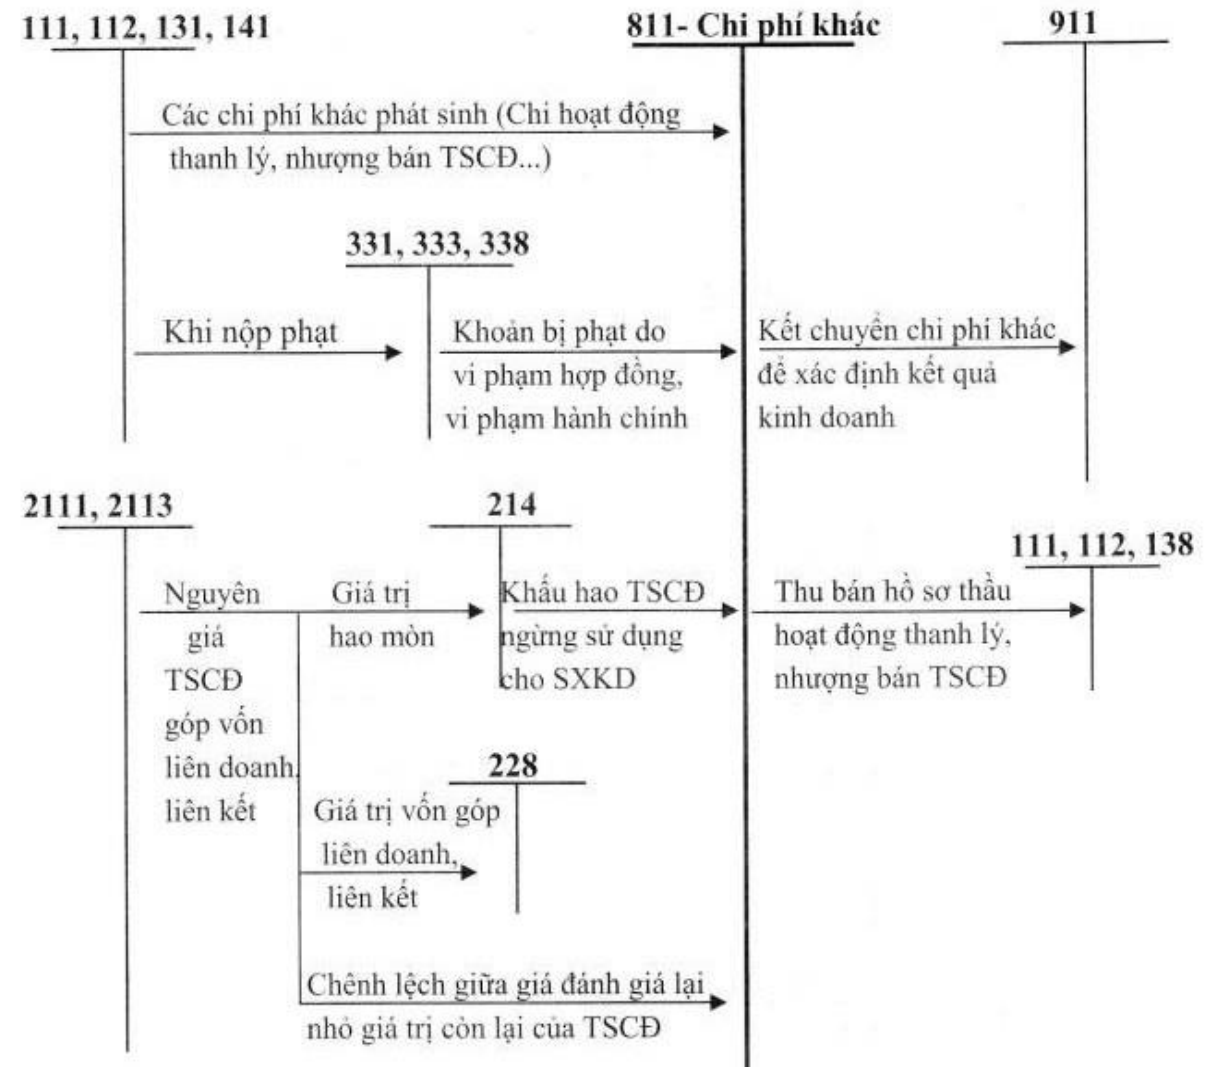 111, 112, 131, 141
811- Chi phí khác
911
Các chi phí khác phát sinh (Chi hoạt động
thanh lý, nhượng bán TSCĐ...)
331, 333, 338
Khi nộp phạt
Khoản bị phạt do
vi phạm hợp đồng,
vi phạm hành chính
Kết chuyển chi phí khác
để xác định kết quả
kinh doanh
2111, 2113
214
111, 112, 138
Nguyên
giá
TSCĐ
góp vốn
liên doanh,
liên kết
Giá trị
hao mòn
Khấu hao TSCĐ
ngừng sử dụng
cho SXKD
Thu bán hồ sơ thầu
hoạt động thanh lý,
nhượng bán TSCĐ
228
Giá trị vốn góp
liên doanh,
liên kết
Chênh lệch giữa giá đánh giá lại
nhỏ giá trị còn lại của TSCĐ